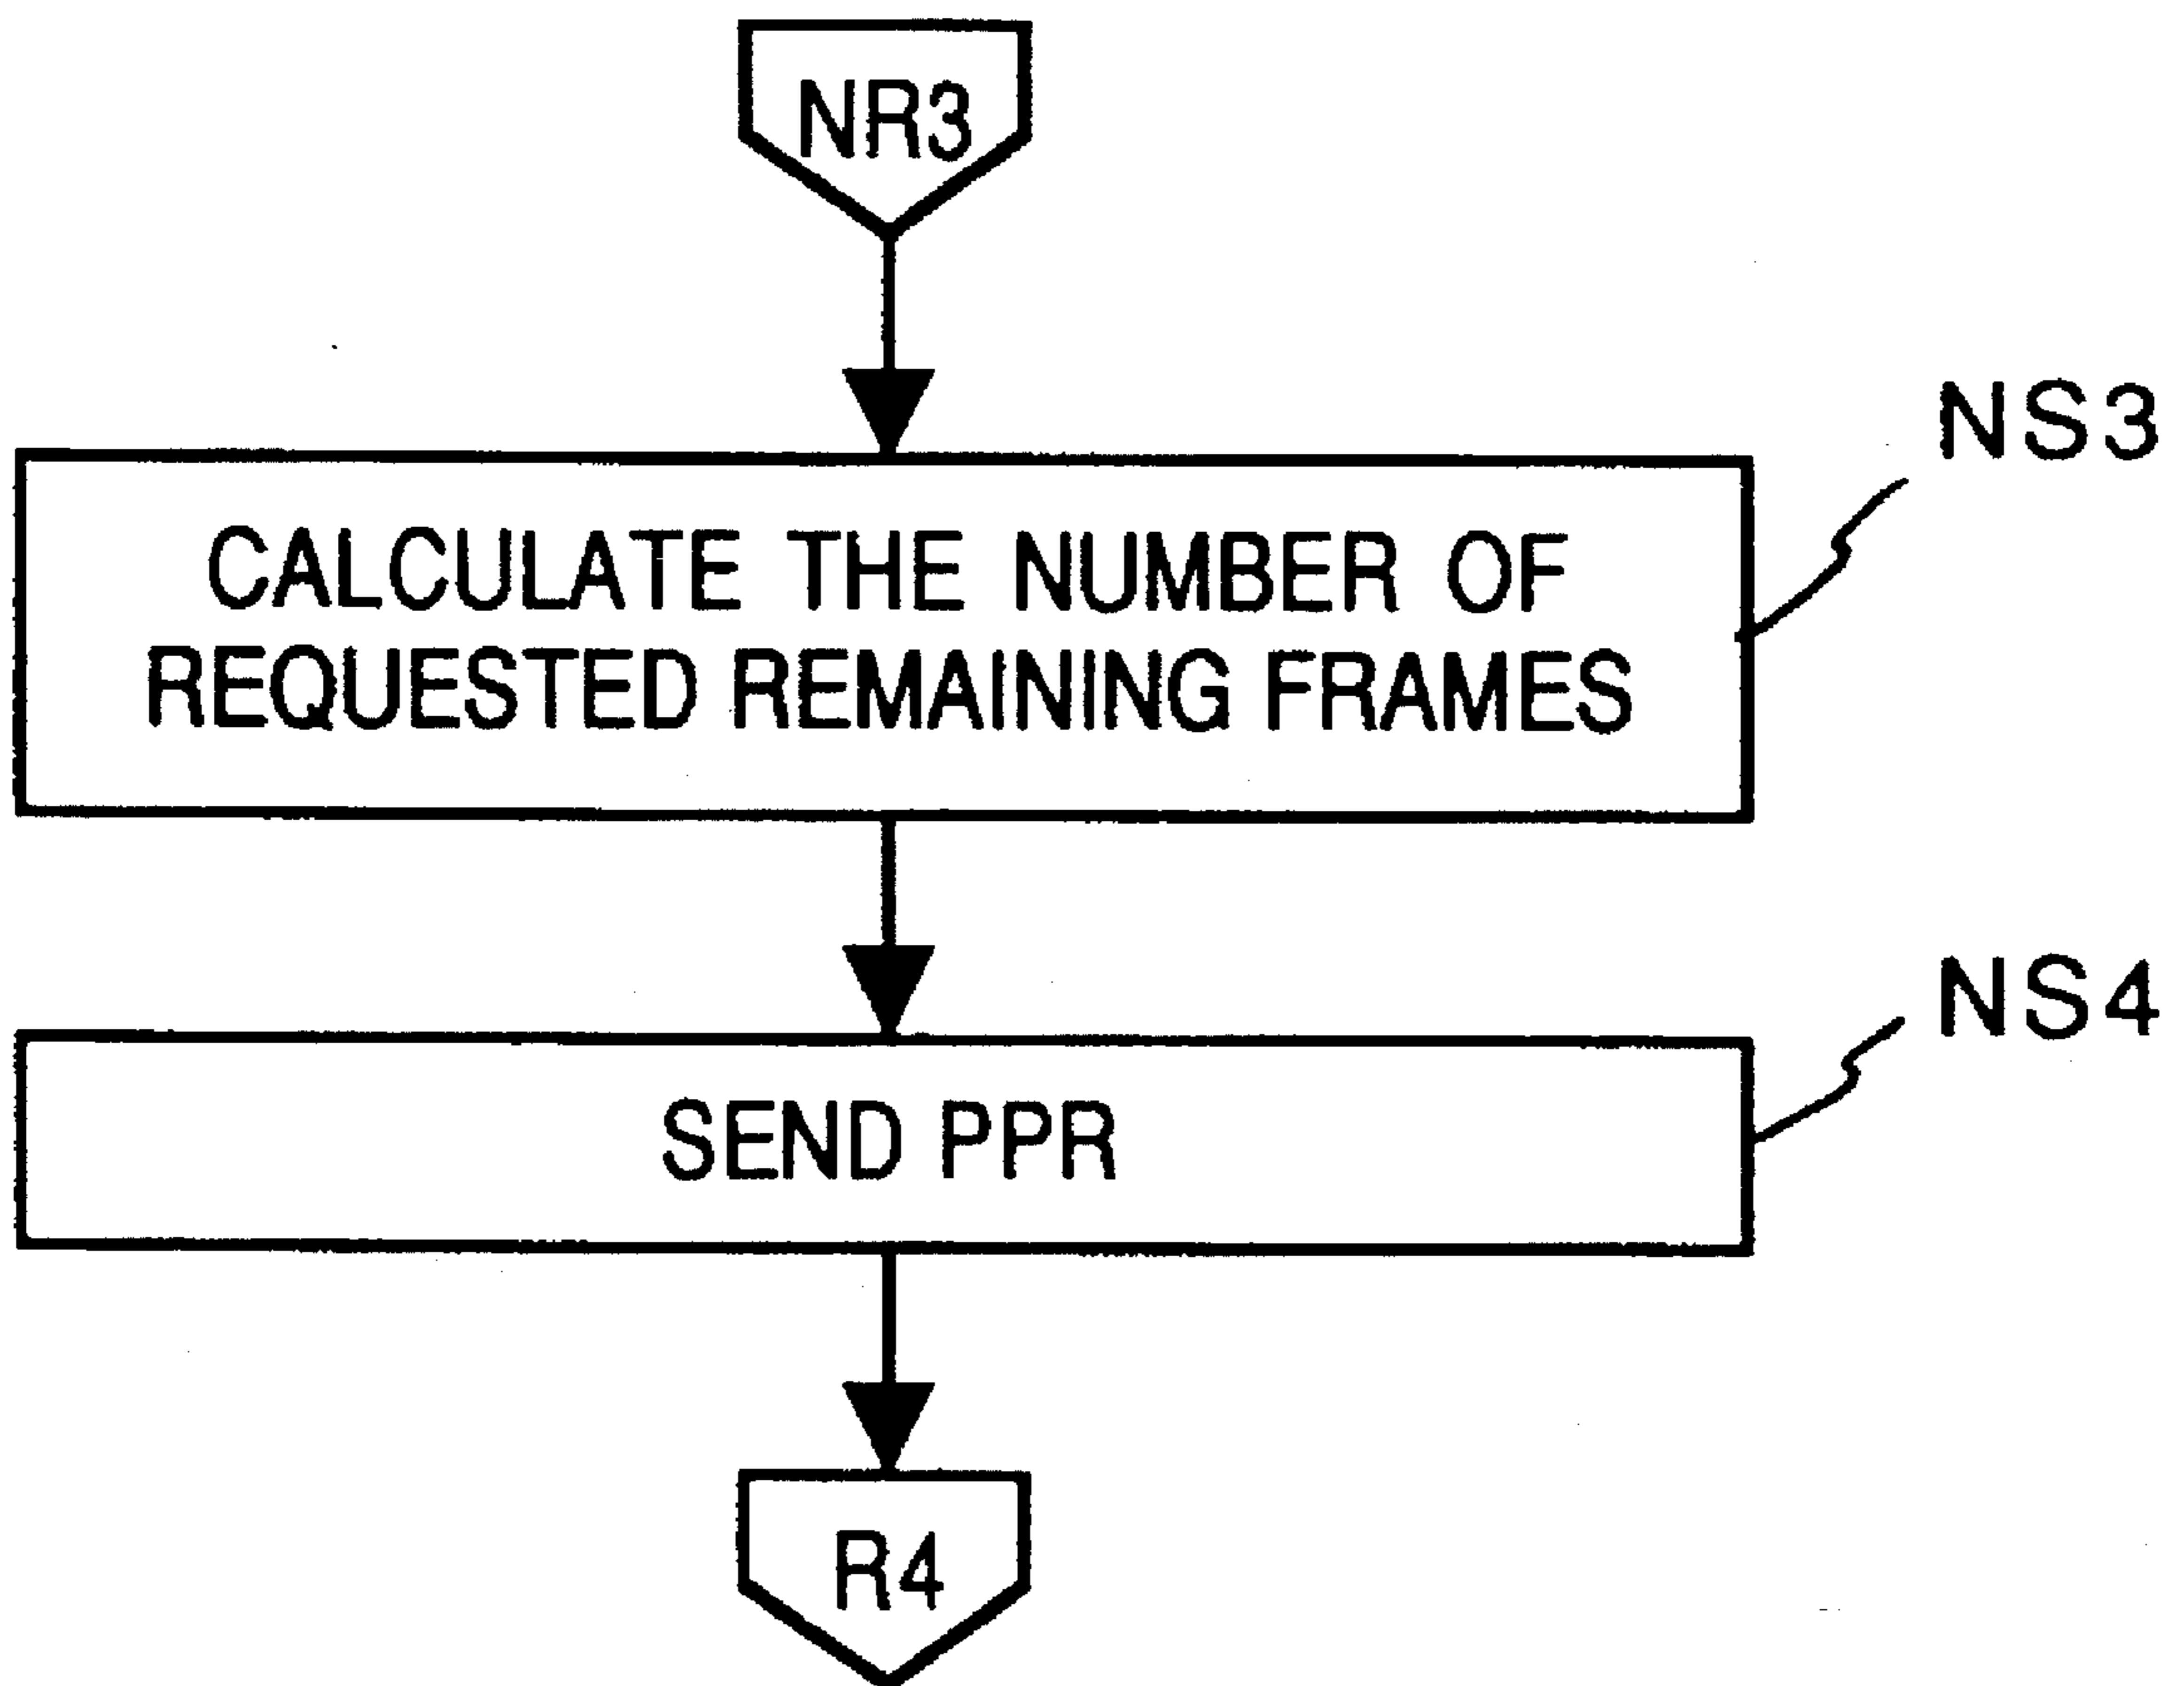 NR3
NS3
CALCULATE THE NUMBER OF
REQUESTED REMAINING FRAMES
NS4
SEND PPR
R4